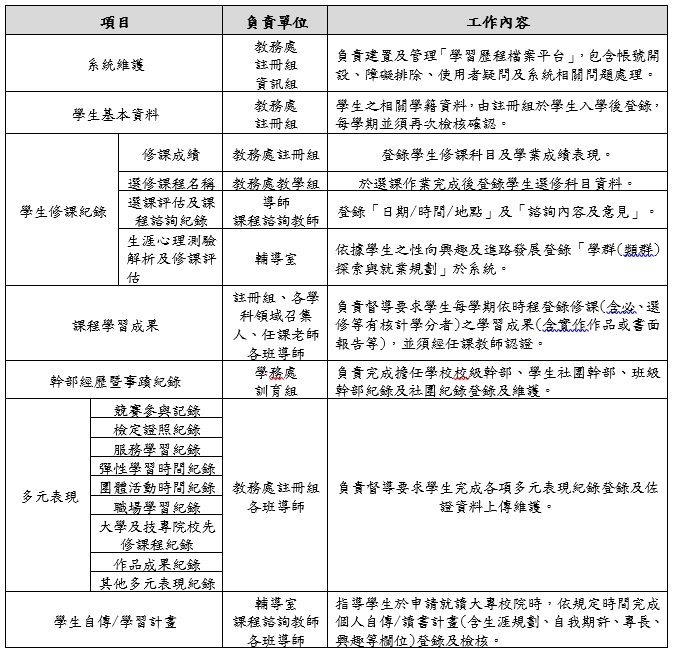 項目 負責單位 工作內容
系統維護
教務處
註冊組
資訊組
負責建置及管理「學習歷程檔案平台」，包含帳號開
設、障礙排除、使用者疑問及系統相關問題處理。
學生基本資料
教務處
註冊組
學生之相關學籍資料，由註冊組於學生入學後登錄，
每學期並須再次檢核確認。
學生修課紀錄
修課成績 教務處註冊組 登錄學生修課科目及學業成績表現。
選修課程名稱 教務處教學組 於選課作業完成後登錄學生選修科目資料。
選課評估及課
程諮詢紀錄
導師
課程諮詢教師
登錄「日期/時間/地點」及「諮詢內容及意見」。
生涯心理測驗
解析及修課評
估
輔導室
依據學生之性向興趣及進路發展登錄「學群(類群)
探索與就業規劃」於系統。
課程學習成果
註冊組、各學
科領域召集
人、任課老師
各班導師
負責督導要求學生每學期依時程登錄修課(含必、選
修等有核計學分者)之學習成果(含實作作品或書面
報告等)，並須經任課教師認證。
幹部經歷暨事蹟紀錄
學務處
訓育組
負責完成擔任學校校級幹部、學生社團幹部、班級
幹部紀錄及社團紀錄登錄及維護。
多元表現
競賽參與記錄
檢定證照紀錄
服務學習紀錄
彈性學習時間紀錄
團體活動時間紀錄
職場學習紀錄
大學及技專院校先
修課程紀錄
作品成果紀錄
其他多元表現紀錄
教務處註冊組
各班導師
負責督導要求學生完成各項多元表現紀錄登錄及佐
證資料上傳維護。
學生自傳/學習計畫
輔導室
課程諮詢教師
各班導師
指導學生於申請就讀大專校院時，依規定時間完成
個人自傳/讀書計畫(含生涯規劃、自我期許、專長、
興趣等欄位)登錄及檢核。